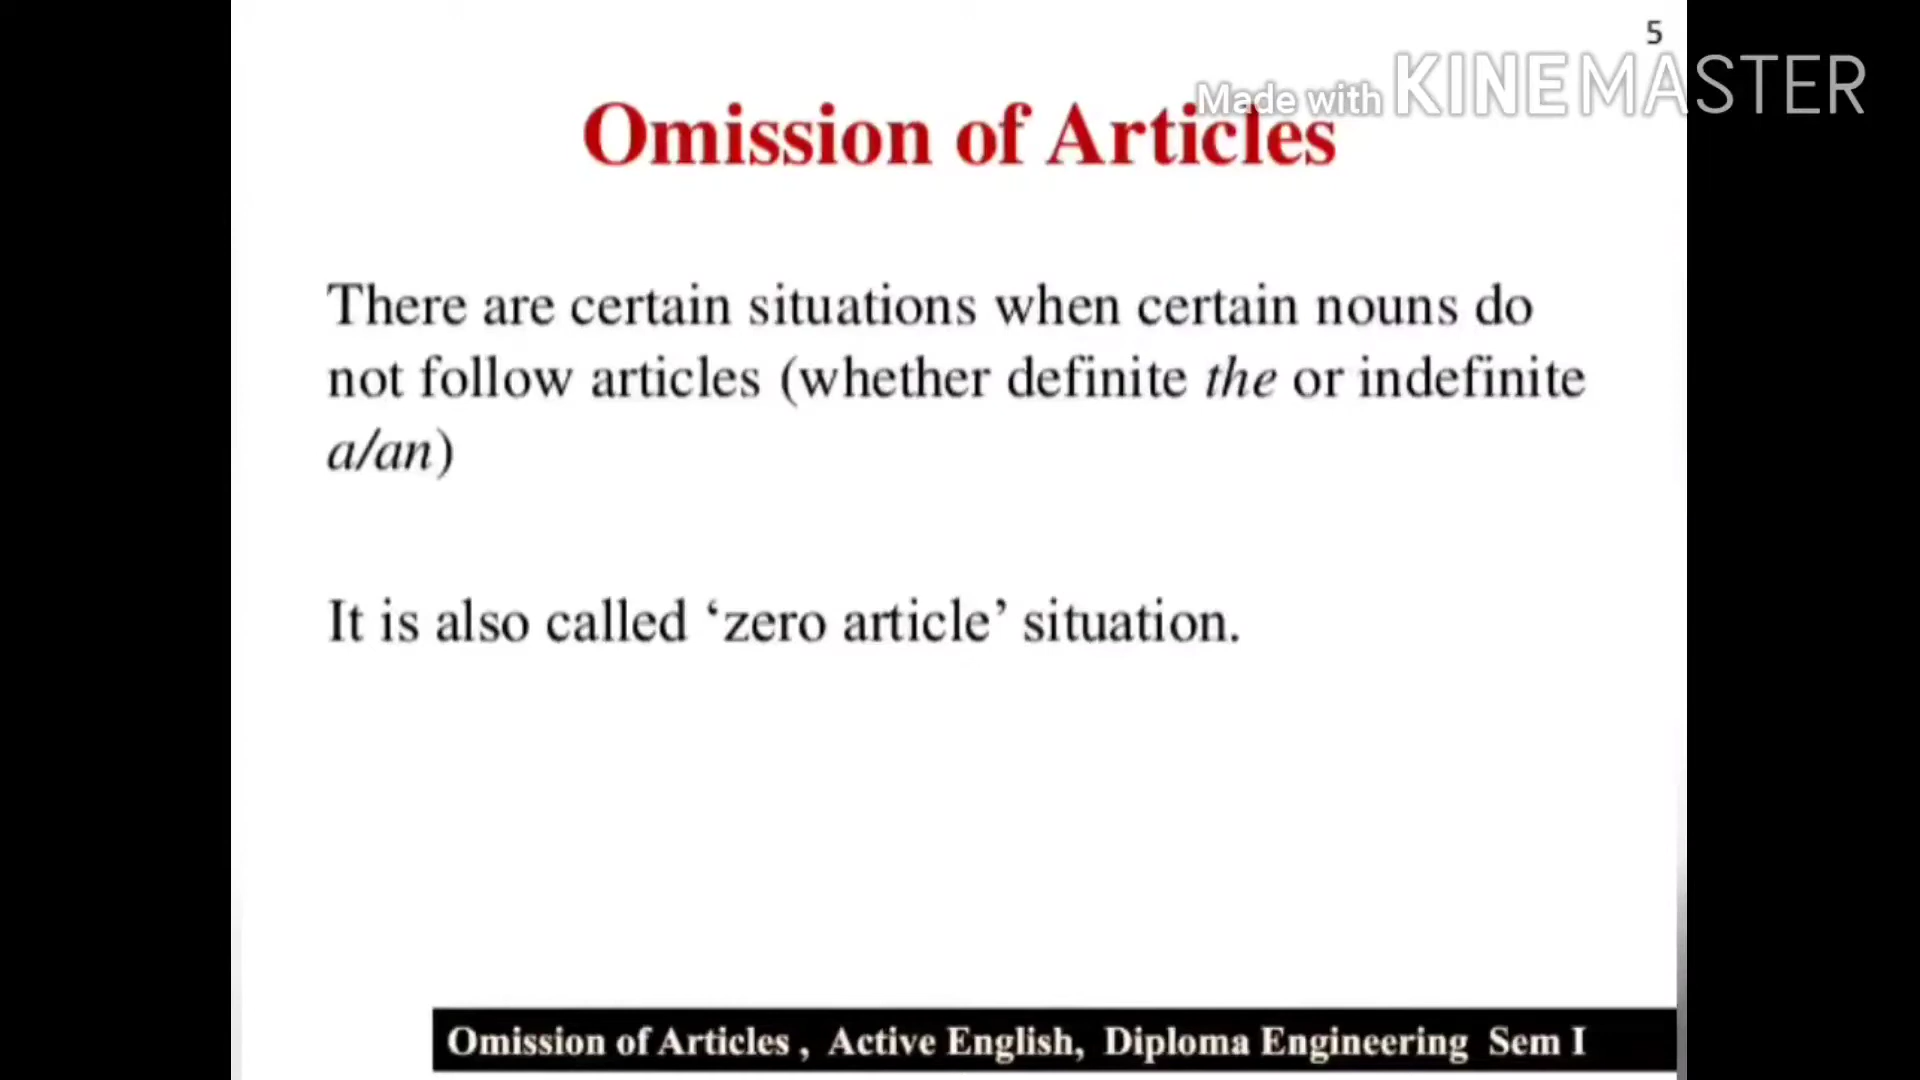 5
Made with KINEMASTER
Omission of Articles
There are certain situations when certain nouns do
not follow articles (whether definite the or indefinite
a/an)
It is also called ‘zero article’ situation.
Omission of Articles , Active English, Diploma Engineering Sem I